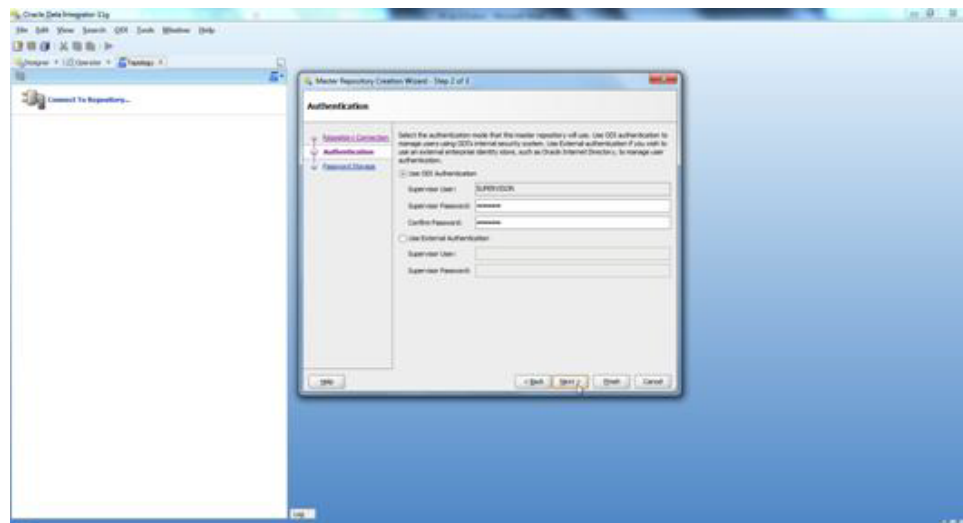 Oracle Data Integrator 11g
File Edit View Search ODI Tools Window Help
Designer Operator Topology
Connect To Repository...
Master Repository Creation Wizard - Step 2 of 3
Authentication
Repository Connection
Authentication
Password Storage
Select the authentication mode that the master repository will use. Use ODI authentication to
manage users using ODI's internal security system. Use External authentication if you wish to
use an external enterprise identity store, such as Oracle Internet Directory, to manage user
authentication.
Use ODI Authentication
Supervisor User: SUPERVISOR
Supervisor Password:
Confirm Password:
Use External Authentication
Supervisor User:
Supervisor Password:
Help < Back Next > Finish Cancel
Log